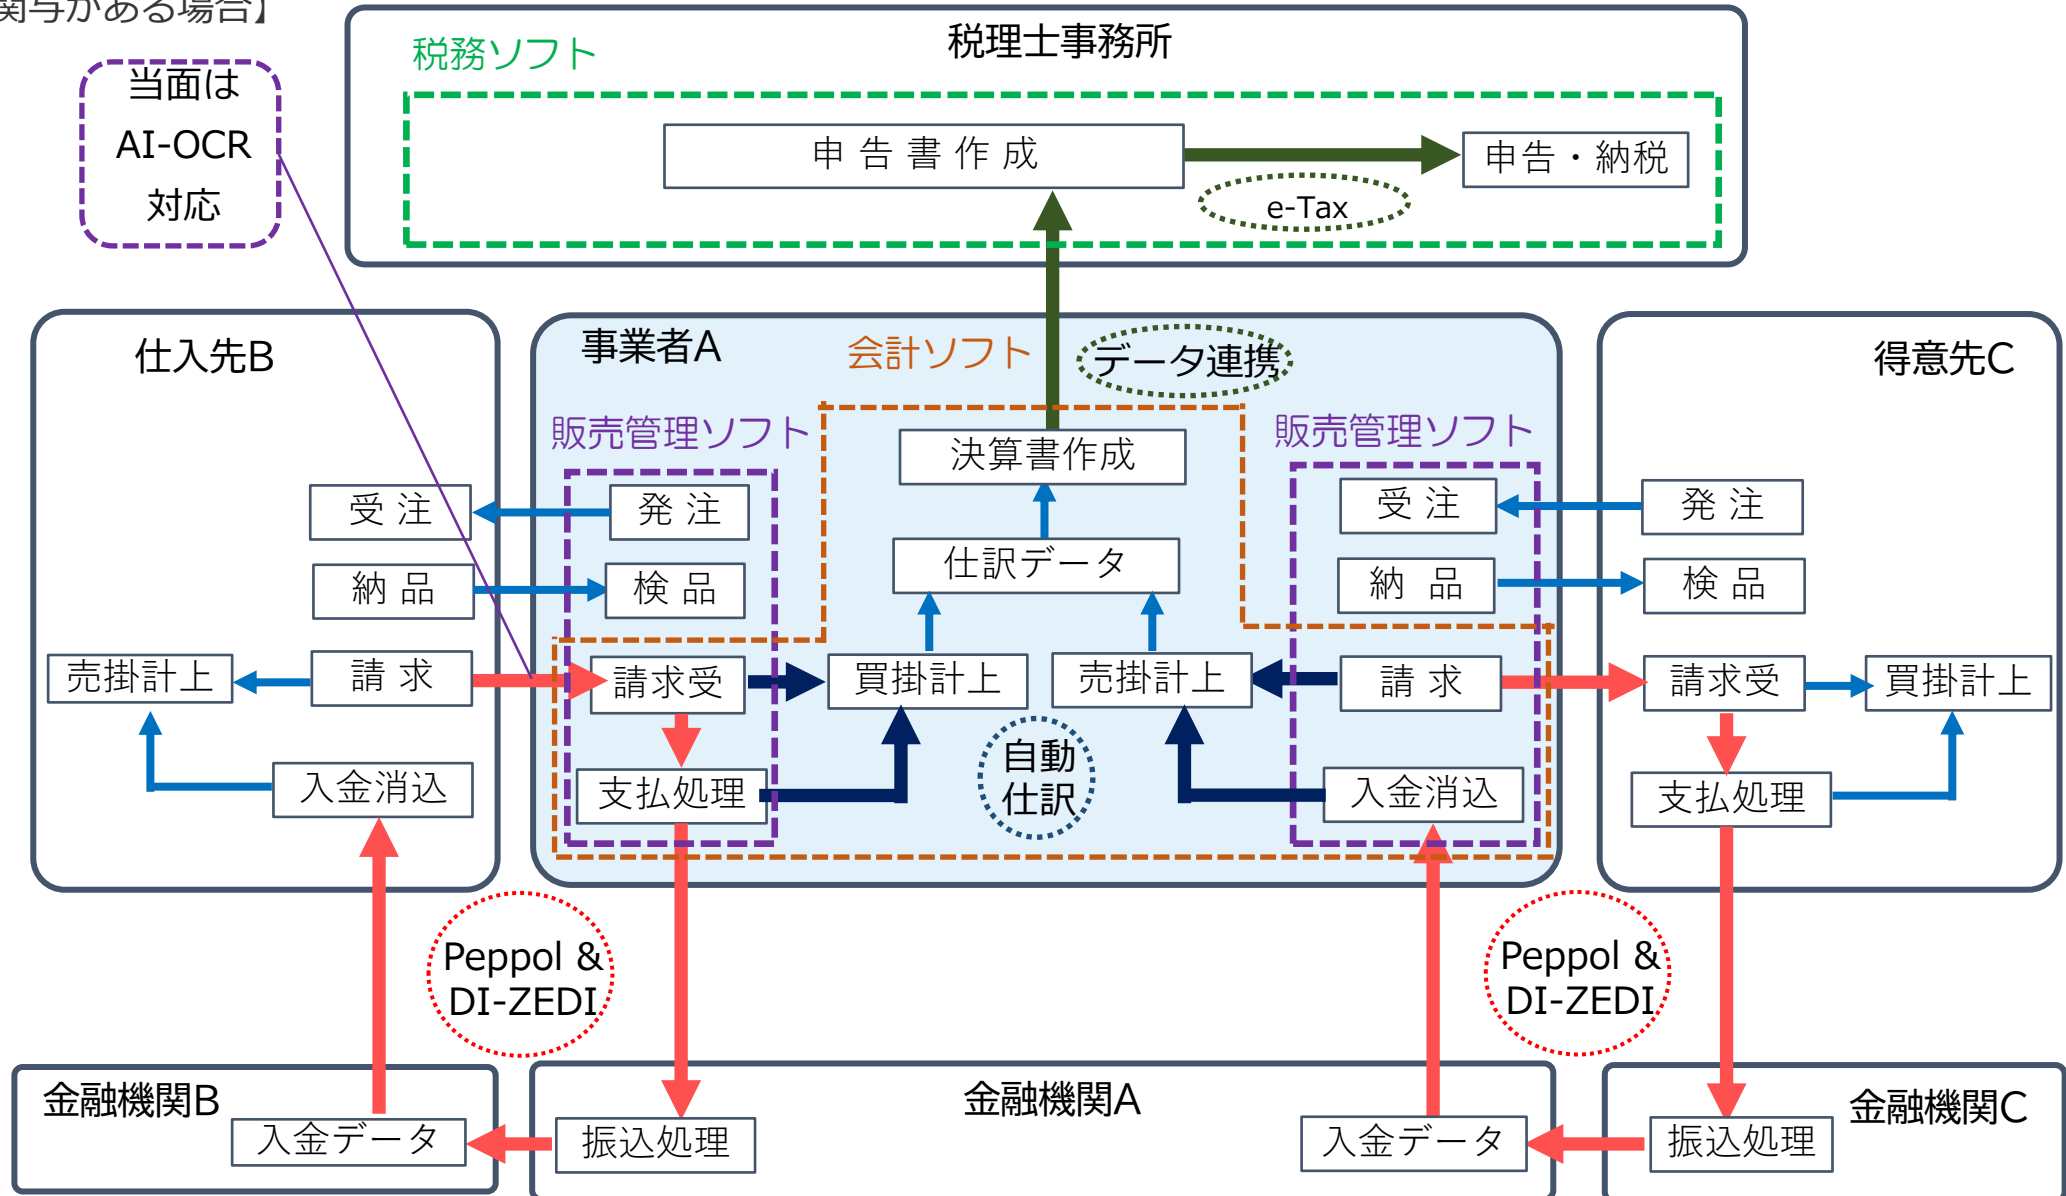 関与がある場合】
税理士事務所
税務ソフト
当面は
AI-OCR
対応
申 告 書 作 成
申告・納税
e-Tax
仕入先B
事業者A
会計ソフト
データ連携
得意先C
販売管理ソフト
販売管理ソフト
決算書作成
受 注
発 注
受 注
発 注
仕訳データ
納 品
検 品
納 品
検 品
売掛計上
請 求
請求受
買掛計上
売掛計上
請 求
請求受
買掛計上
自動
仕訳
入金消込
支払処理
入金消込
支払処理
Peppol &
DI-ZEDI
Peppol &
DI-ZEDI
金融機関B
金融機関A
金融機関C
入金データ
振込処理
入金データ
振込処理